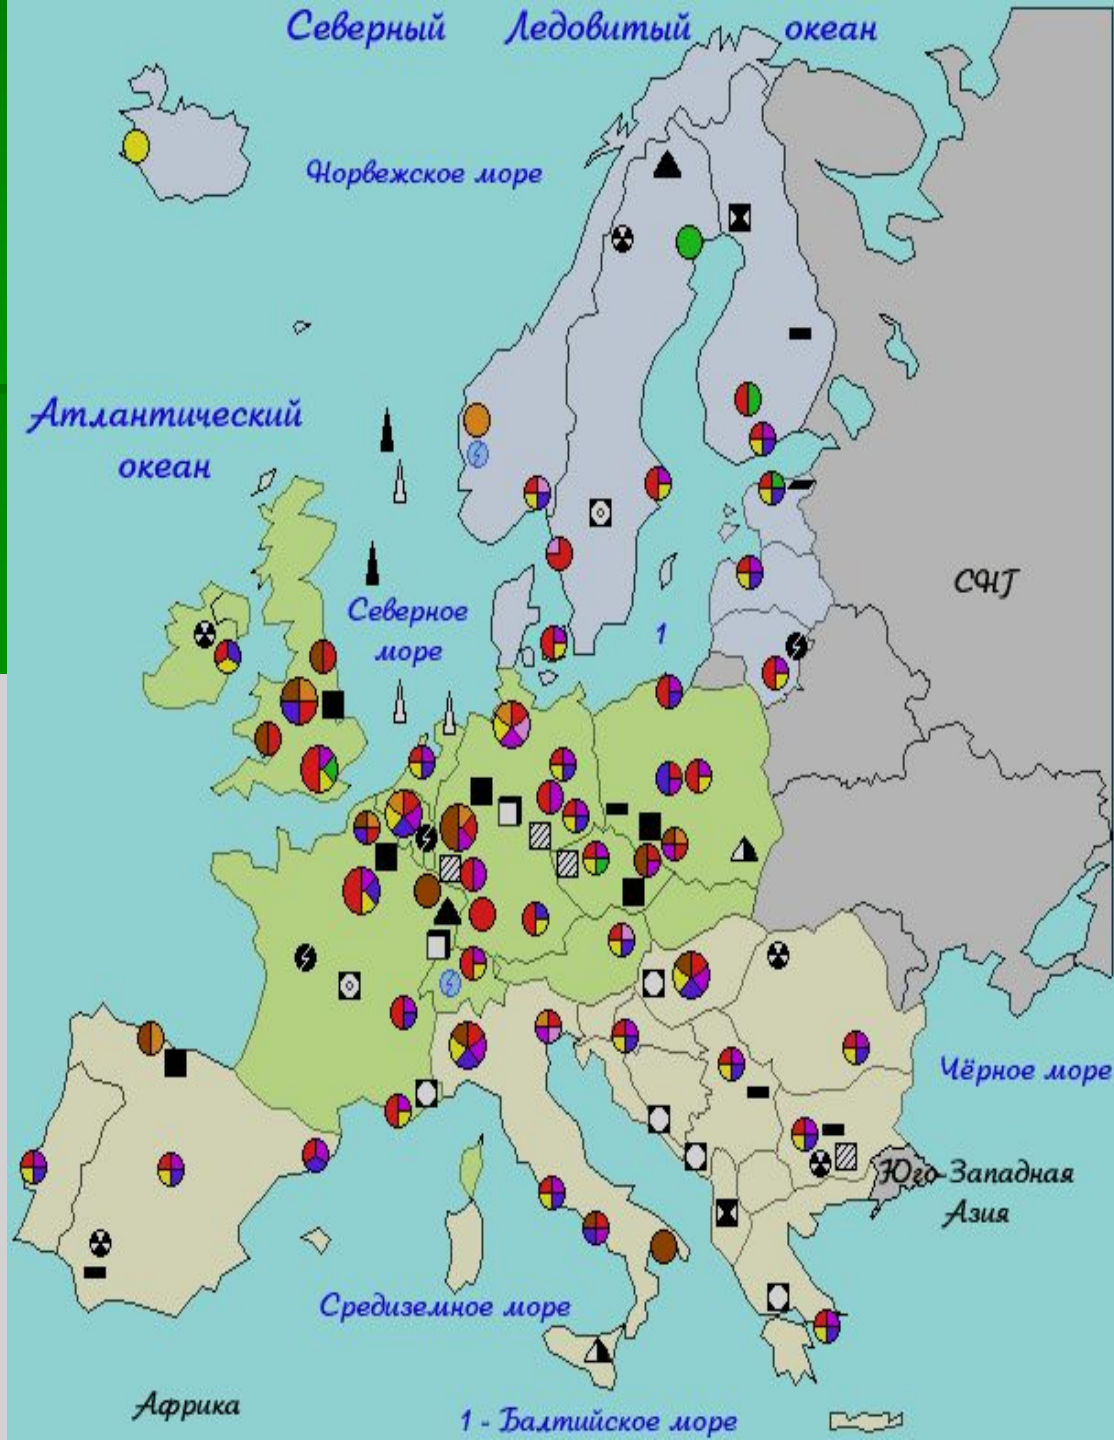 Северный Ледовитый океан
Норвежское море
Атлантический
океан
Северное
море
СНГ
1
Чёрное море
Юго-Западная
Азия
Средиземное море
Африка
1 - Балтийское море